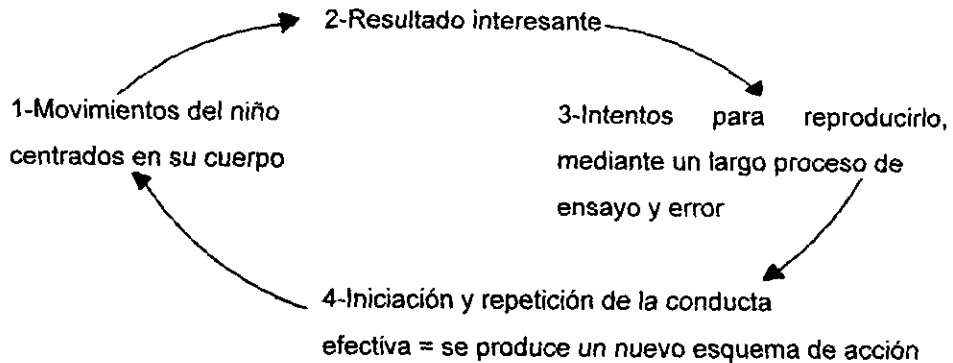 2-Resultado interesante
1-Movimientos del niño
centrados en su cuerpo
3-Intentos para reproducirlo,
mediante un largo proceso de
ensayo y error
4-Iniciación y repetición de la conducta
efectiva = se produce un nuevo esquema de acción